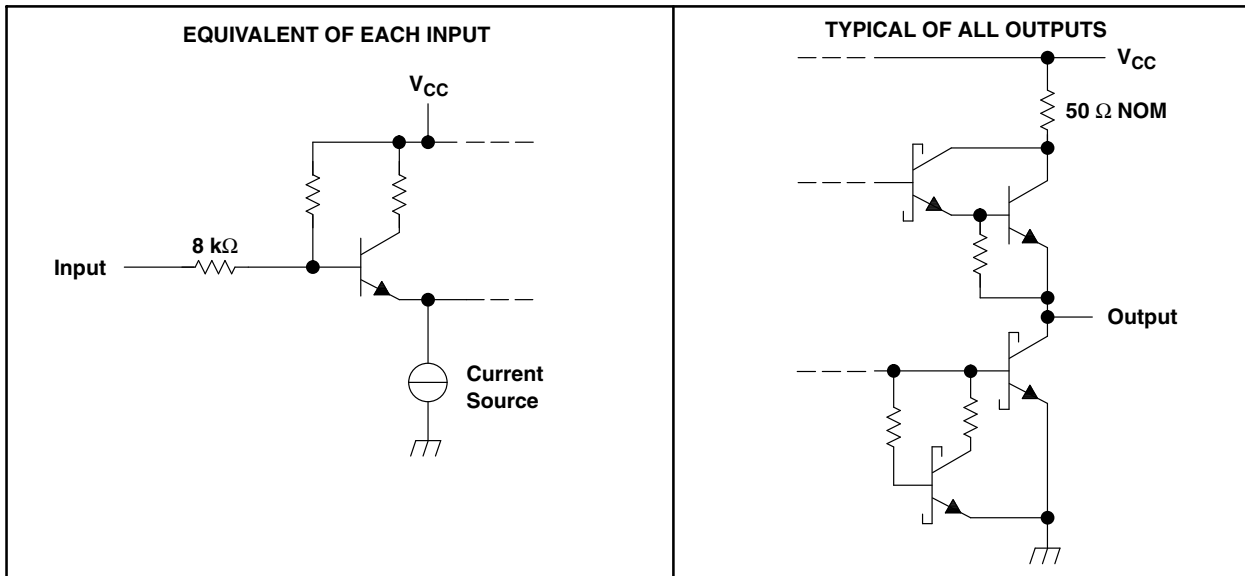 EQUIVALENT OF EACH INPUT
VCC
8 kΩ
Input
Current
Source
TYPICAL OF ALL OUTPUTS
VCC
50 Ω NOM
Output